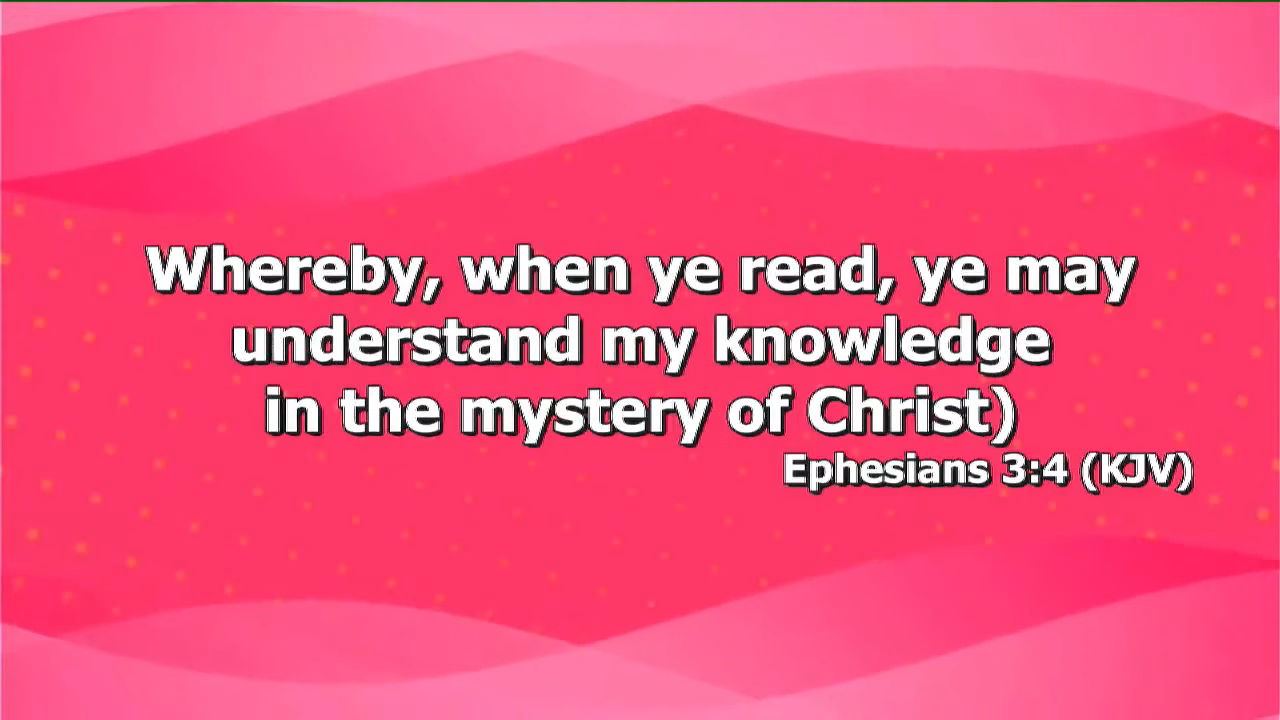 Whereby, when ye read, ye may
understand my knowledge
in the mystery of Christ)
Ephesians 3:4 (KJV)